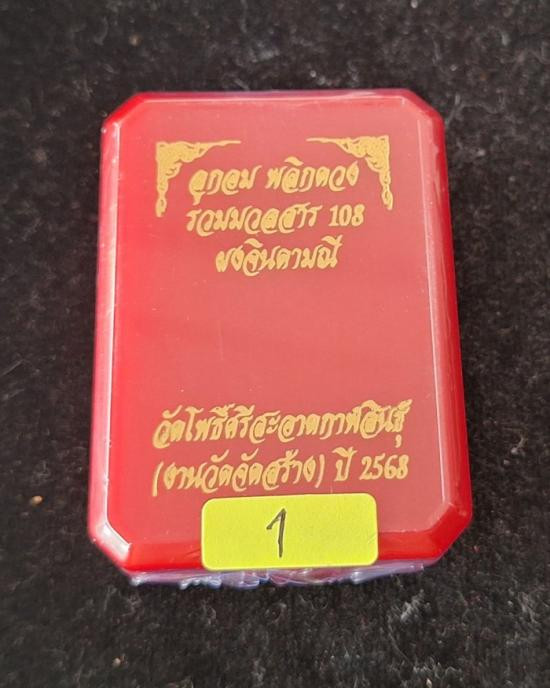 ลูกอม พลิกดวง
รวมมวลสาร 108
ผงจินดามณี
วัดโพธิ์ศรีสะอาดกาฬสินธุ์
(งานวัดจัดสร้าง) ปี 2568
1